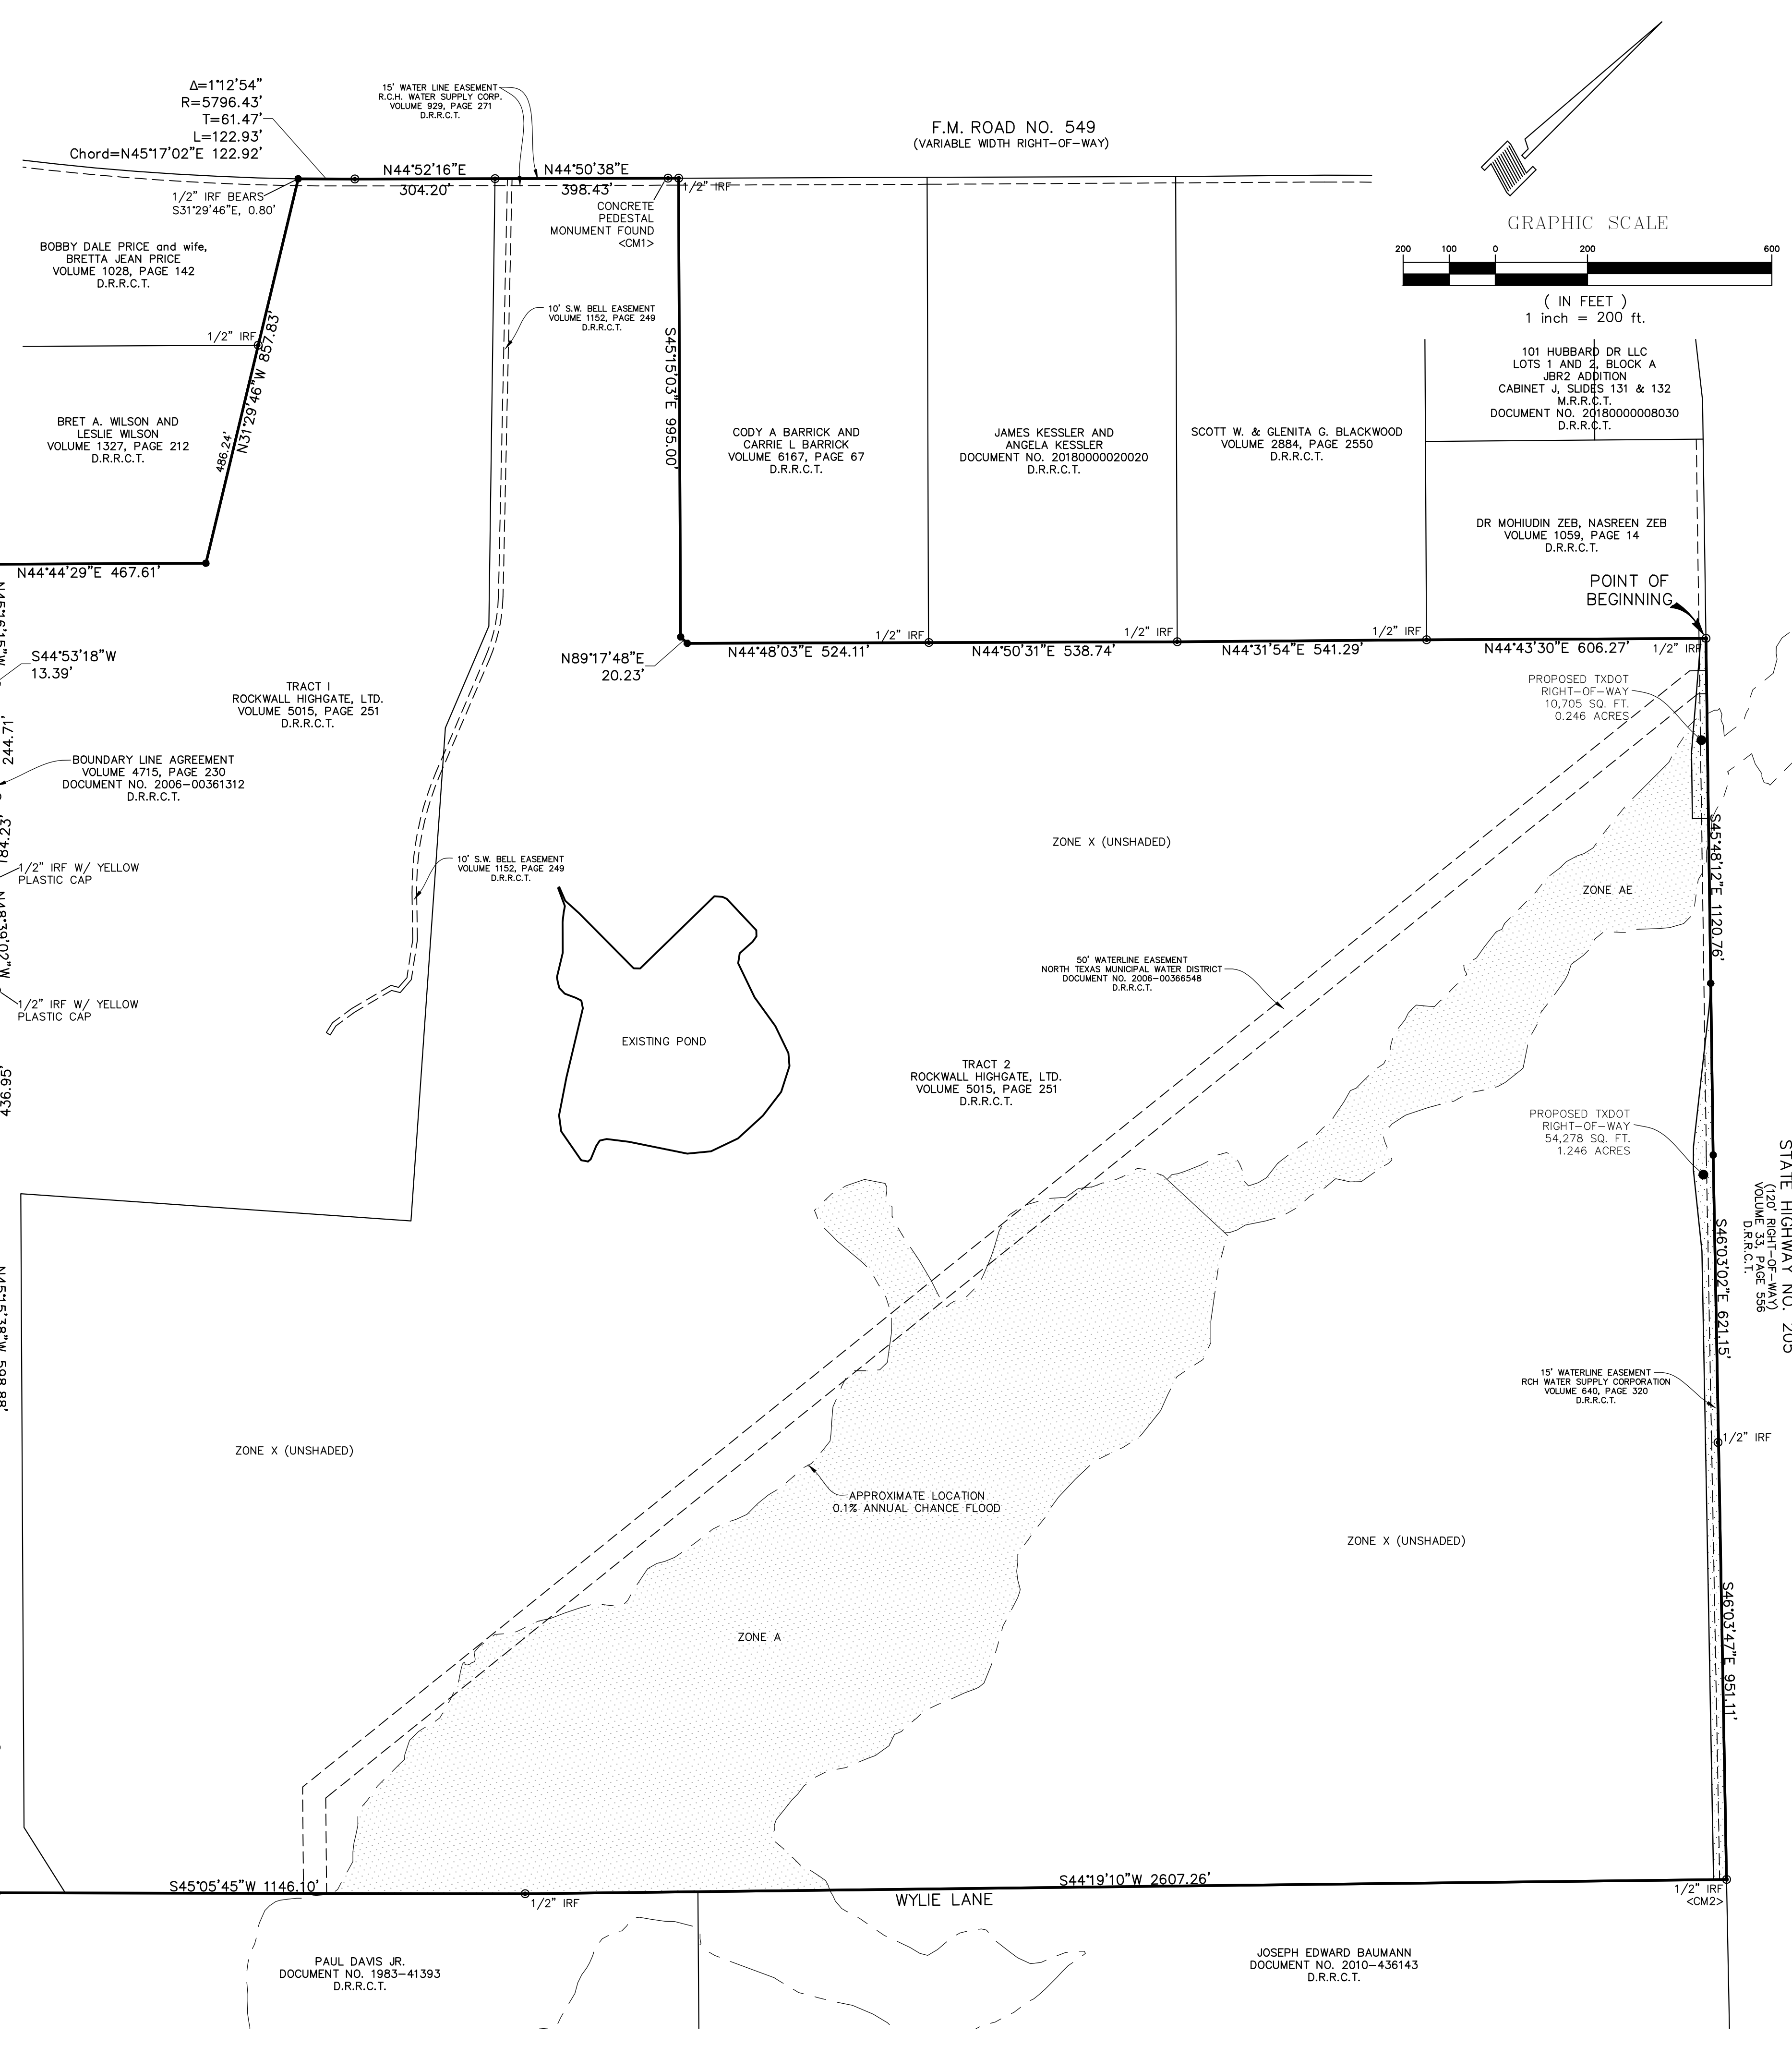 Δ=1°12'54"
R=5796.43'
T=61.47'
L=122.93'
Chord=N45°17'02"E 122.92'
15' WATER LINE EASEMENT
R.C.H. WATER SUPPLY CORP.
VOLUME 929, PAGE 271
D.R.R.C.T.
F.M. ROAD NO. 549
(VARIABLE WIDTH RIGHT-OF-WAY)
N44°52'16"E
304.20'
N44°50'38"E
398.43'
1/2" IRF
1/2" IRF BEARS
S31°29'46"E, 0.80'
CONCRETE
PEDESTAL
MONUMENT FOUND
<CM1>
GRAPHIC SCALE
200 100 0 200 600
( IN FEET )
1 inch = 200 ft.
BOBBY DALE PRICE and wife,
BRETTA JEAN PRICE
VOLUME 1028, PAGE 142
D.R.R.C.T.
1/2" IRF
N31°29'46"W 857.83'
486.24'
10' S.W. BELL EASEMENT
VOLUME 1152, PAGE 249
D.R.R.C.T.
S45°15'03"E 995.00'
BRET A. WILSON AND
LESLIE WILSON
VOLUME 1327, PAGE 212
D.R.R.C.T.
CODY A BARRICK AND
CARRIE L BARRICK
VOLUME 6167, PAGE 67
D.R.R.C.T.
JAMES KESSLER AND
ANGELA KESSLER
DOCUMENT NO. 20180000020020
D.R.R.C.T.
SCOTT W. & GLENITA G. BLACKWOOD
VOLUME 2884, PAGE 2550
D.R.R.C.T.
101 HUBBARD DR LLC
LOTS 1 AND 2, BLOCK A
JBR2 ADDITION
CABINET J, SLIDES 131 & 132
M.R.R.C.T.
DOCUMENT NO. 20180000008030
D.R.R.C.T.
DR MOHIUDIN ZEB, NASREEN ZEB
VOLUME 1059, PAGE 14
D.R.R.C.T.
POINT OF
BEGINNING
N44°44'29"E 467.61'
S44°53'18"W
13.39'
244.71'
N89°17'48"E
20.23'
1/2" IRF
N44°48'03"E 524.11'
1/2" IRF
N44°50'31"E 538.74'
1/2" IRF
N44°31'54"E 541.29'
N44°43'30"E 606.27'
1/2" IRF
TRACT 1
ROCKWALL HIGHGATE, LTD.
VOLUME 5015, PAGE 251
D.R.R.C.T.
PROPOSED TXDOT
RIGHT-OF-WAY
10,705 SQ. FT.
0.246 ACRES
BOUNDARY LINE AGREEMENT
VOLUME 4715, PAGE 230
DOCUMENT NO. 2006-00361312
D.R.R.C.T.
184.23'
1/2" IRF W/ YELLOW
PLASTIC CAP
10' S.W. BELL EASEMENT
VOLUME 1152, PAGE 249
D.R.R.C.T.
ZONE X (UNSHADED)
ZONE AE
S45°48'12"E 1120.76'
50' WATERLINE EASEMENT
NORTH TEXAS MUNICIPAL WATER DISTRICT
DOCUMENT NO. 2006-00366548
D.R.R.C.T.
1/2" IRF W/ YELLOW
PLASTIC CAP
436.95'
EXISTING POND
TRACT 2
ROCKWALL HIGHGATE, LTD.
VOLUME 5015, PAGE 251
D.R.R.C.T.
PROPOSED TXDOT
RIGHT-OF-WAY
54,278 SQ. FT.
1.246 ACRES
STATE HIGHWAY NO. 205
(120' RIGHT-OF-WAY)
VOLUME 33, PAGE 556
D.R.R.C.T.
S46°03'02"E 621.15'
15' WATERLINE EASEMENT
RCH WATER SUPPLY CORPORATION
VOLUME 640, PAGE 320
D.R.R.C.T.
1/2" IRF
ZONE X (UNSHADED)
APPROXIMATE LOCATION
0.1% ANNUAL CHANCE FLOOD
ZONE X (UNSHADED)
ZONE A
S46°03'47"E 951.11'
S45°05'45"W 1146.10'
1/2" IRF
WYLIE LANE
S44°19'10"W 2607.26'
1/2" IRF
<CM2>
PAUL DAVIS JR.
DOCUMENT NO. 1983-41393
D.R.R.C.T.
JOSEPH EDWARD BAUMANN
DOCUMENT NO. 2010-436143
D.R.R.C.T.